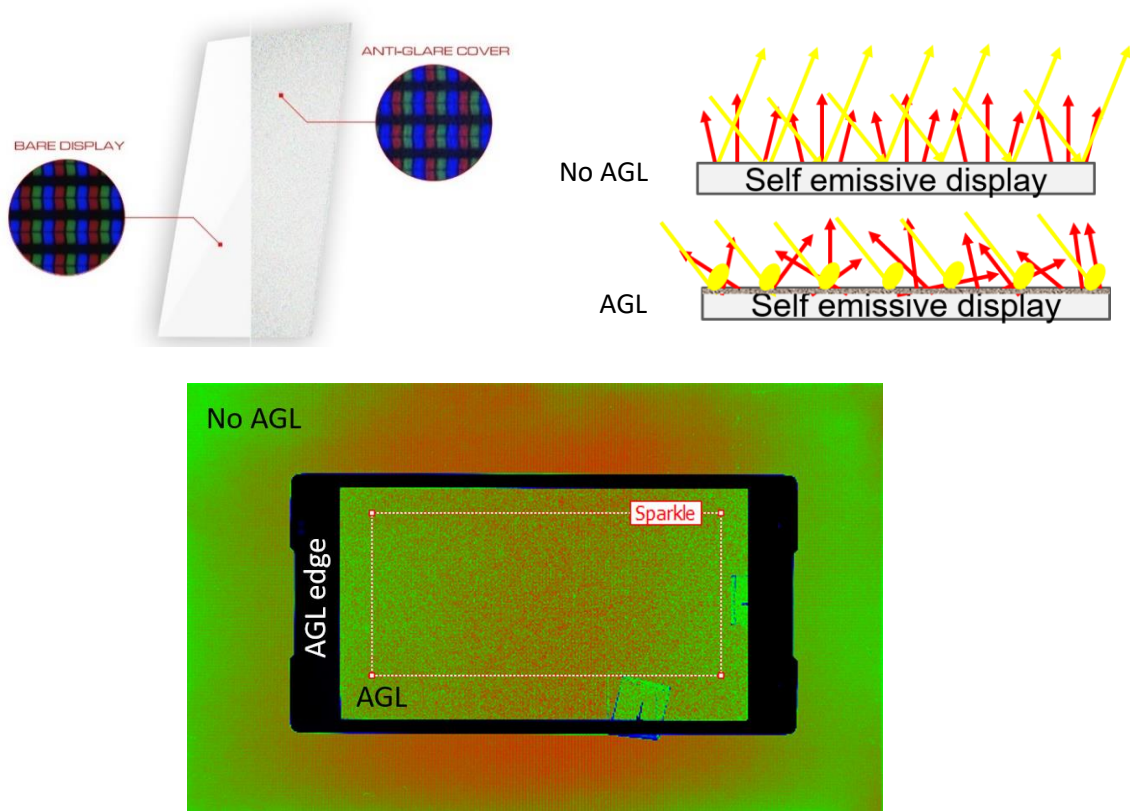 ANTI-GLARE COVER
BARE DISPLAY
No AGL
Self emissive display
AGL
Self emissive display
No AGL
Sparkle
AGL edge
AGL